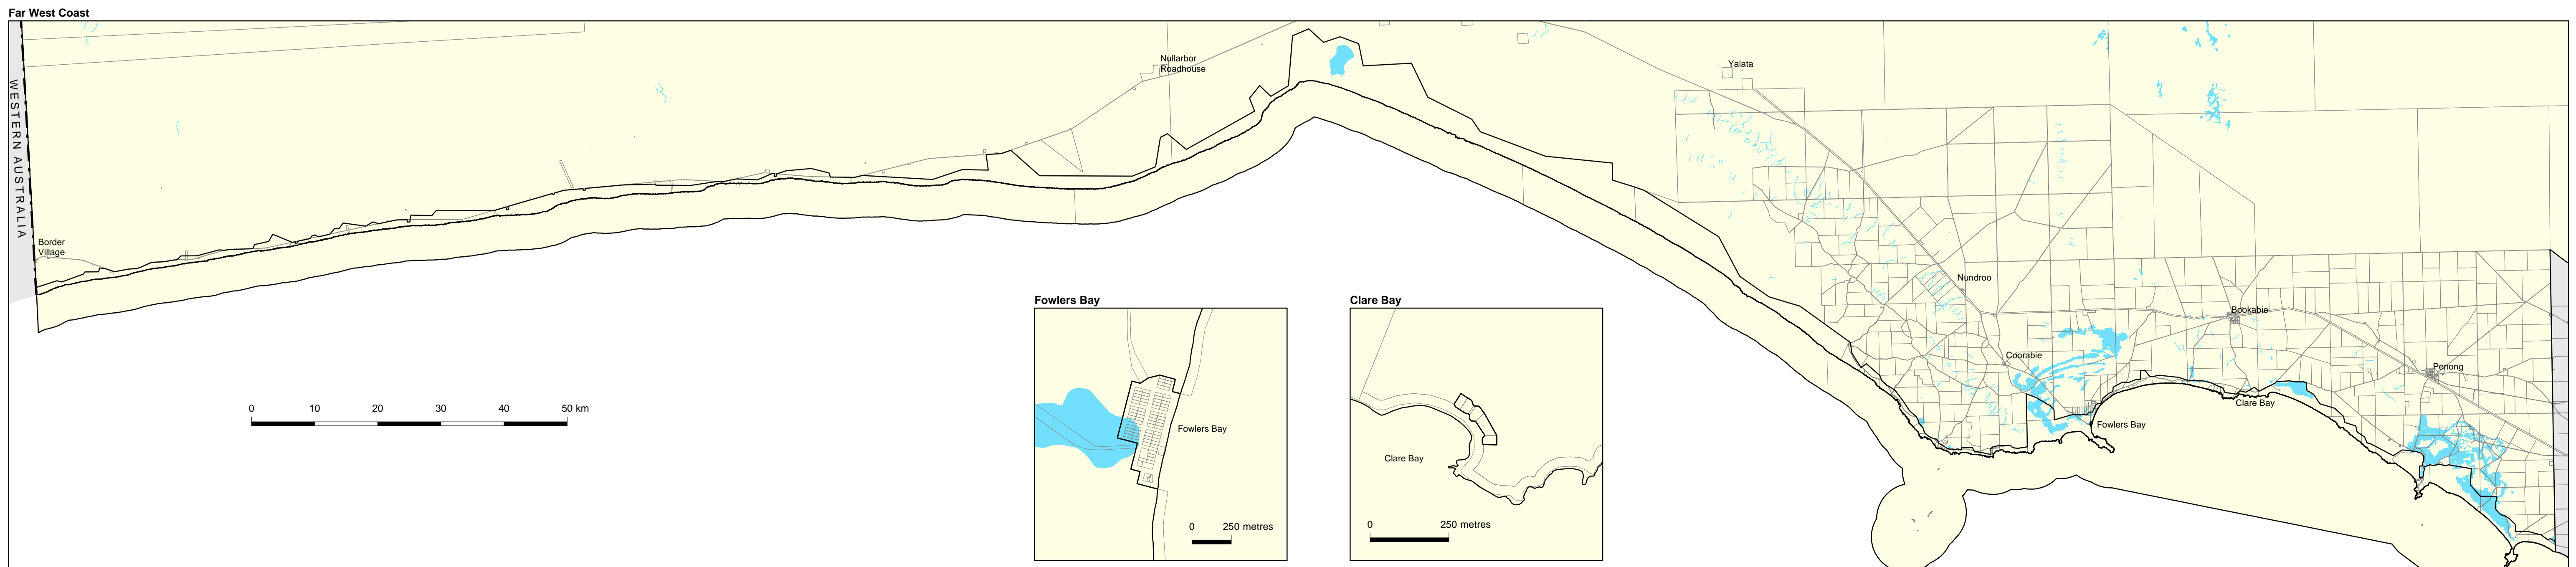 Far West Coast
WESTERN AUSTRALIA
Nullarbor
Roadhouse
Yalata
Border
Village
Nundroo
Bookabie
Coorabie
Penong
Clare Bay
Fowlers Bay
0 10 20 30 40 50 km
Fowlers Bay
Fowlers Bay
0 250 metres
Clare Bay
Clare Bay
0 250 metres